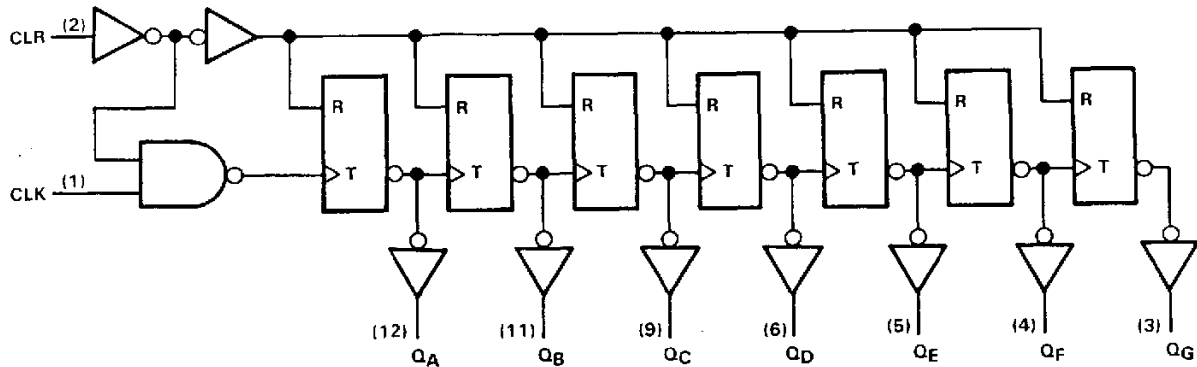 CLR (2)
R R R R R R R
T T T T T T T
CLK (1)
(12) (11) (9) (6) (5) (4) (3)
QA QB QC QD QE QF QG